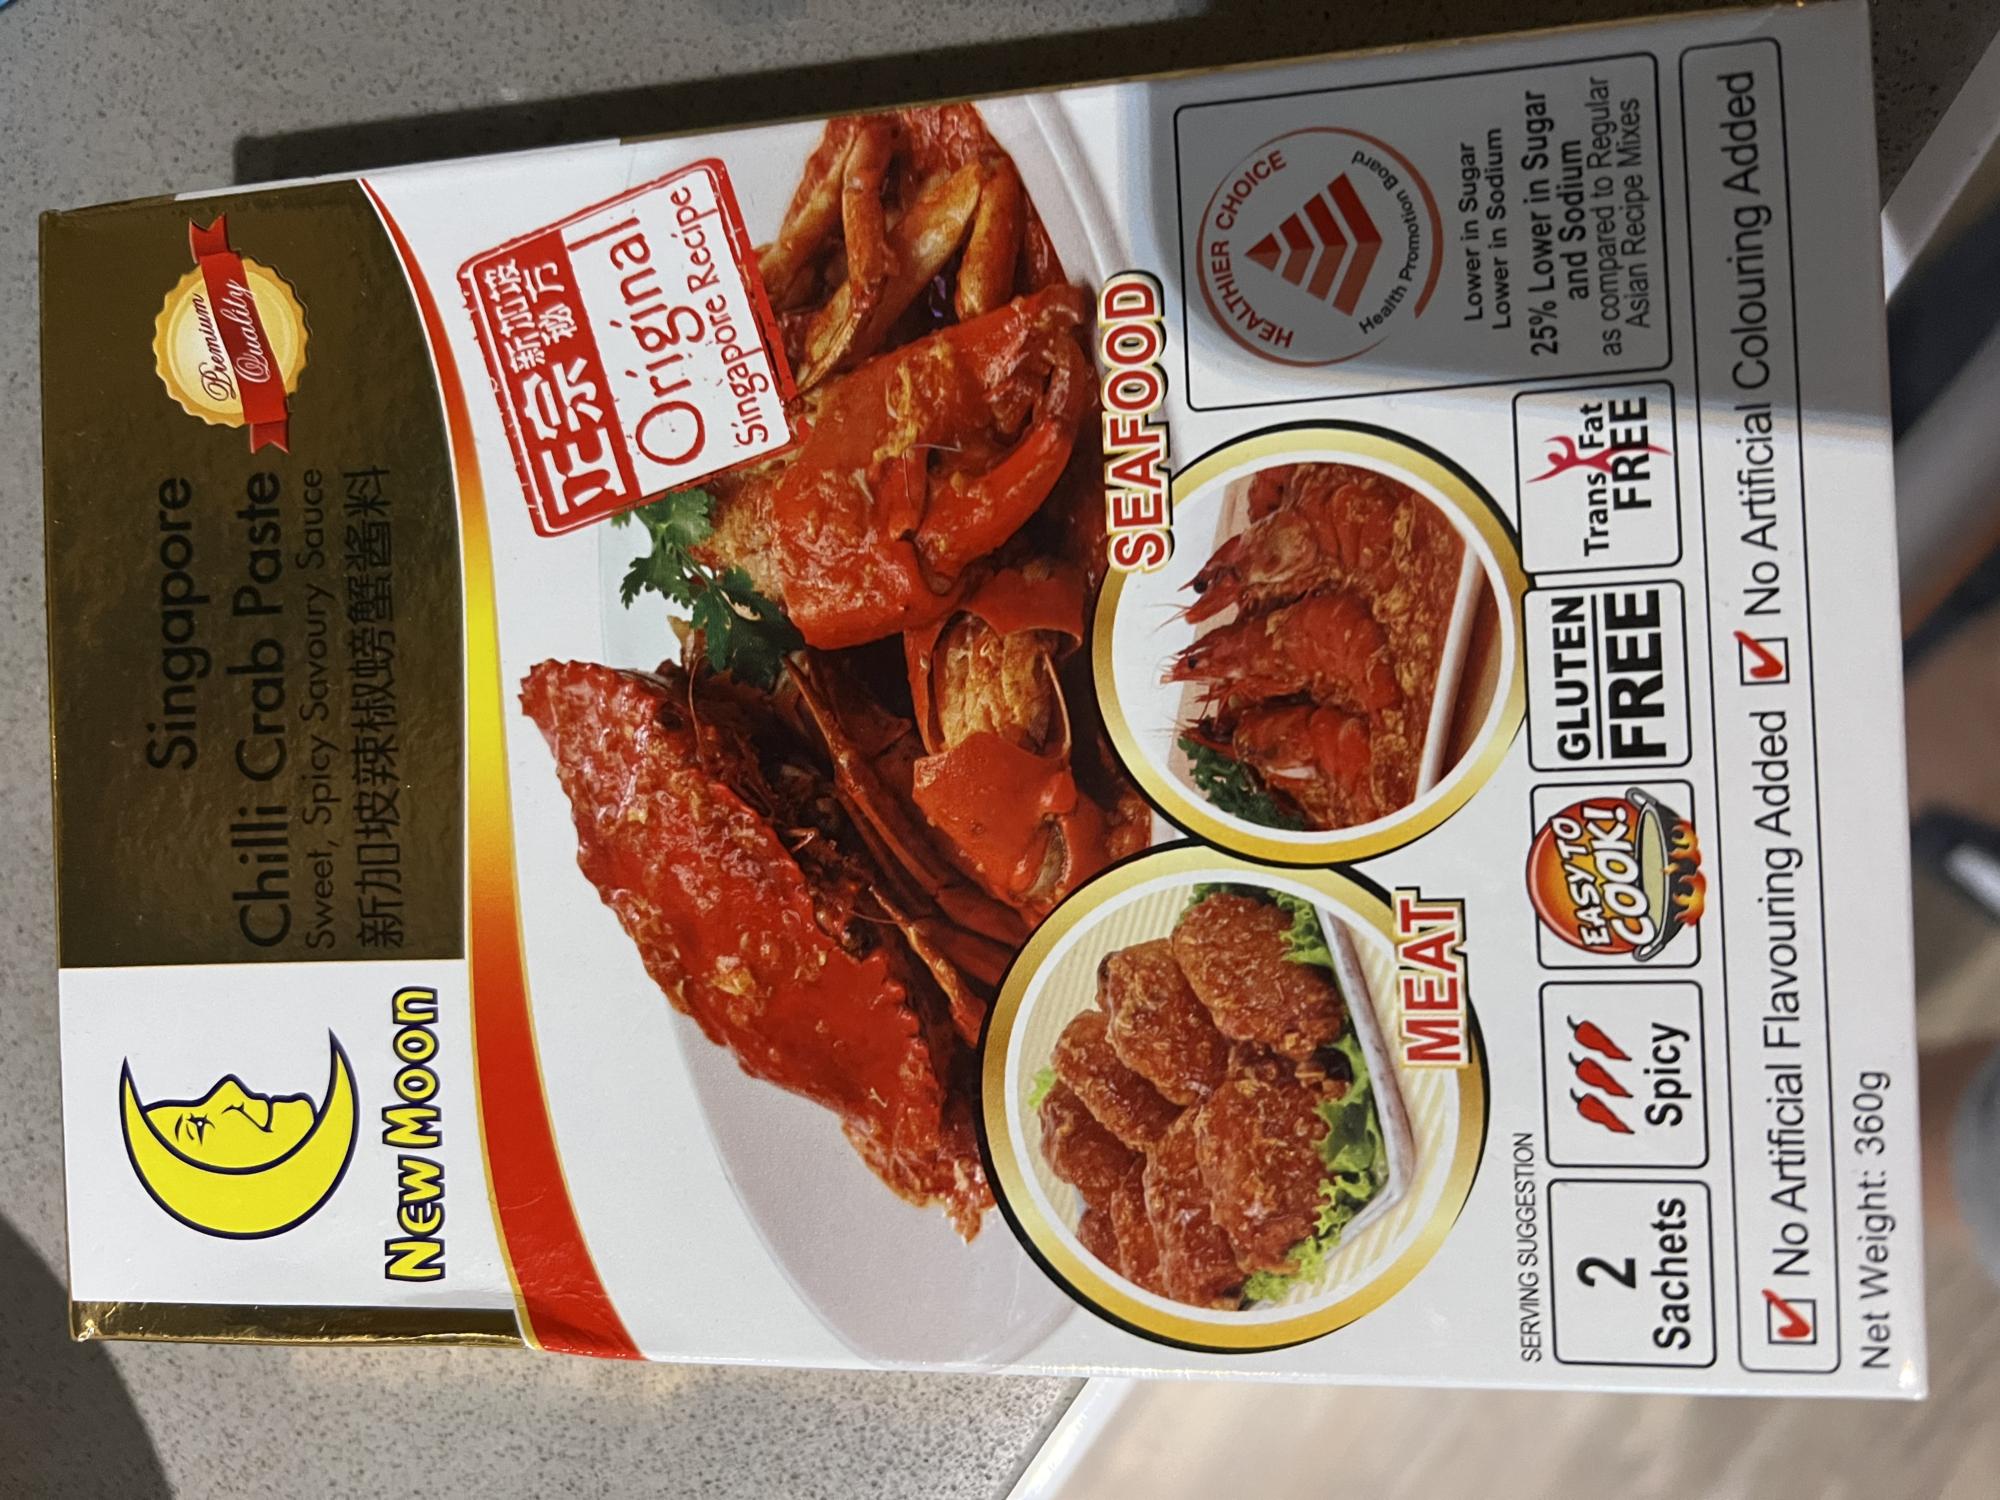 New Moon
Singapore
Chilli Crab Paste
Sweet, Spicy Savoury Sauce
新加坡辣椒螃蟹酱料
Premium
Quality
正宗 新加坡
秘方
Original
Singapore Recipe
SEAFOOD
MEAT
HEALTHIER CHOICE
Health Promotion Board
Lower in Sugar
Lower in Sodium
25% Lower in Sugar
and Sodium
as compared to Regular
Asian Recipe Mixes
SERVING SUGGESTION
2
Sachets
Spicy
EASY TO
COOK!
GLUTEN
FREE
Trans Fat
FREE
No Artificial Flavouring Added No Artificial Colouring Added
Net Weight: 360g